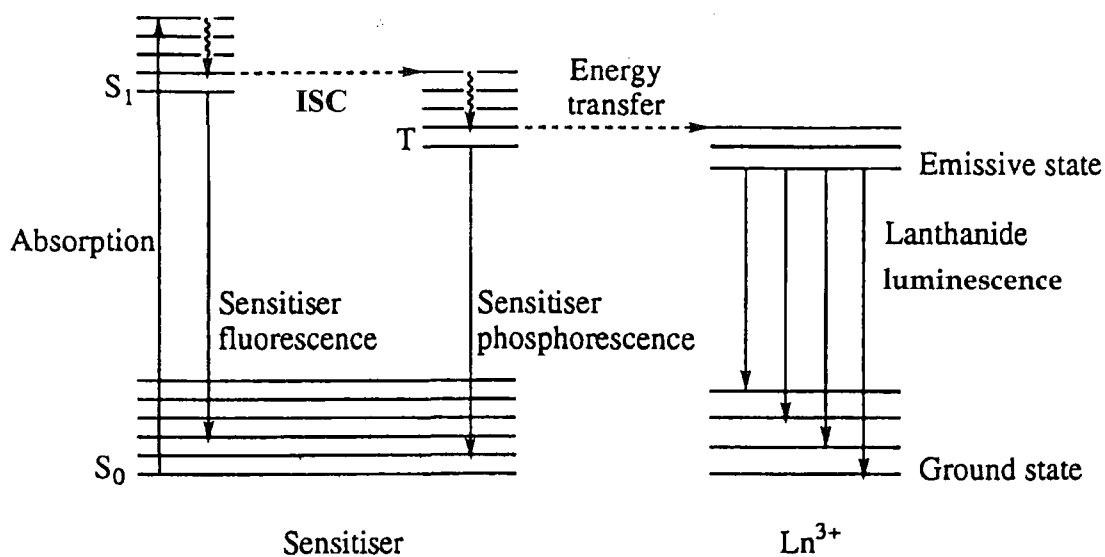 S₁
ISC
T
Energy
transfer
Emissive state
Absorption
Lanthanide
luminescence
Sensitiser
fluorescence
Sensitiser
phosphorescence
S₀
Ground state
Sensitiser
Ln³⁺